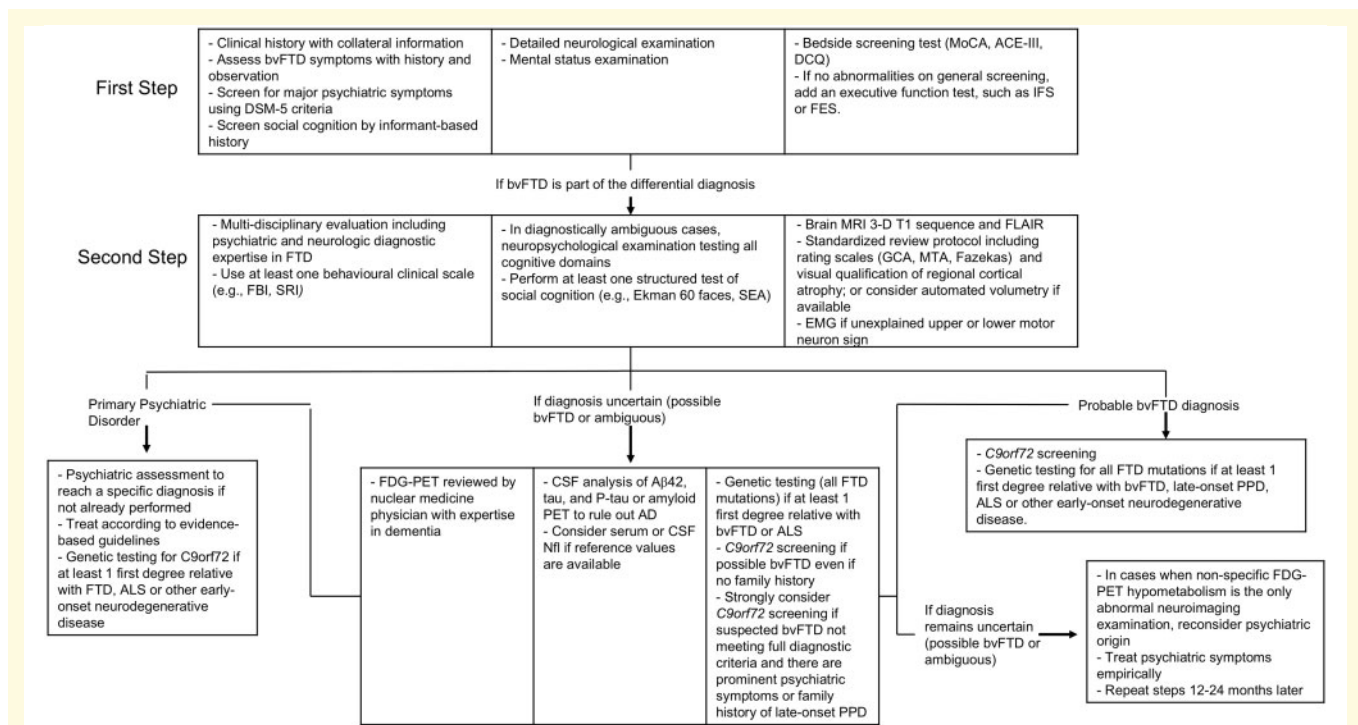 First Step
- Clinical history with collateral information
- Assess bvFTD symptoms with history and
observation
- Screen for major psychiatric symptoms
using DSM-5 criteria
- Screen social cognition by informant-based
history
- Detailed neurological examination
- Mental status examination
- Bedside screening test (MoCA, ACE-III,
DCQ)
- If no abnormalities on general screening,
add an executive function test, such as IFS
or FES.
If bvFTD is part of the differential diagnosis
Second Step
- Multi-disciplinary evaluation including
psychiatric and neurologic diagnostic
expertise in FTD
- Use at least one behavioural clinical scale
(e.g., FBI, SRI)
- In diagnostically ambiguous cases,
neuropsychological examination testing all
cognitive domains
- Perform at least one structured test of
social cognition (e.g., Ekman 60 faces, SEA)
- Brain MRI 3-D T1 sequence and FLAIR
- Standardized review protocol including
rating scales (GCA, MTA, Fazekas) and
visual qualification of regional cortical
atrophy; or consider automated volumetry if
available
- EMG if unexplained upper or lower motor
neuron sign
Primary Psychiatric
Disorder
If diagnosis uncertain (possible
bvFTD or ambiguous)
Probable bvFTD diagnosis
- Psychiatric assessment to
reach a specific diagnosis if
not already performed
- Treat according to evidence-
based guidelines
- Genetic testing for C9orf72 if
at least 1 first degree relative
with FTD, ALS or other early-
onset neurodegenerative
disease
- FDG-PET reviewed by
nuclear medicine
physician with expertise
in dementia
- CSF analysis of Aβ42,
tau, and P-tau or amyloid
PET to rule out AD
- Consider serum or CSF
Nfl if reference values
are available
- Genetic testing (all FTD
mutations) if at least 1
first degree relative with
bvFTD or ALS
- C9orf72 screening if
possible bvFTD even if no
family history
- Strongly consider
C9orf72 screening if
suspected bvFTD not
meeting full diagnostic
criteria and there are
prominent psychiatric
symptoms or family
history of late-onset PPD
- C9orf72 screening
- Genetic testing for all FTD mutations if at least 1
first degree relative with bvFTD, late-onset PPD,
ALS or other early-onset neurodegenerative
disease.
If diagnosis
remains uncertain
(possible bvFTD or
ambiguous)
- In cases when non-specific FDG-
PET hypometabolism is the only
abnormal neuroimaging
examination, reconsider psychiatric
origin
- Treat psychiatric symptoms
empirically
- Repeat steps 12-24 months later